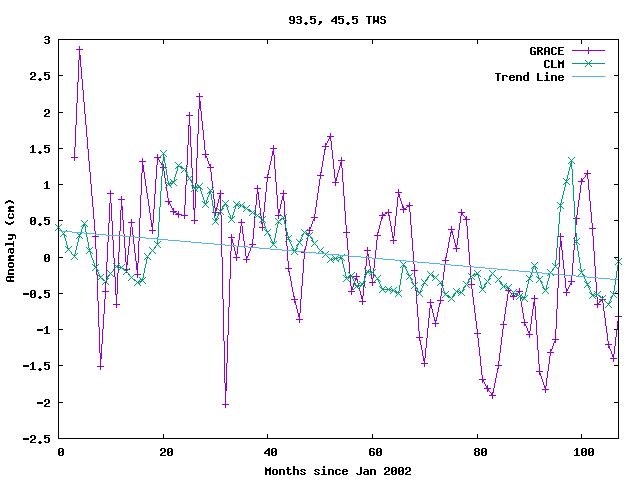 93.5, 45.5 TWS
GRACE
CLM
Trend Line
3
2.5
2
1.5
1
0.5
0
-0.5
-1
-1.5
-2
-2.5
Anomaly (cm)
0 20 40 60 80 100
Months since Jan 2002